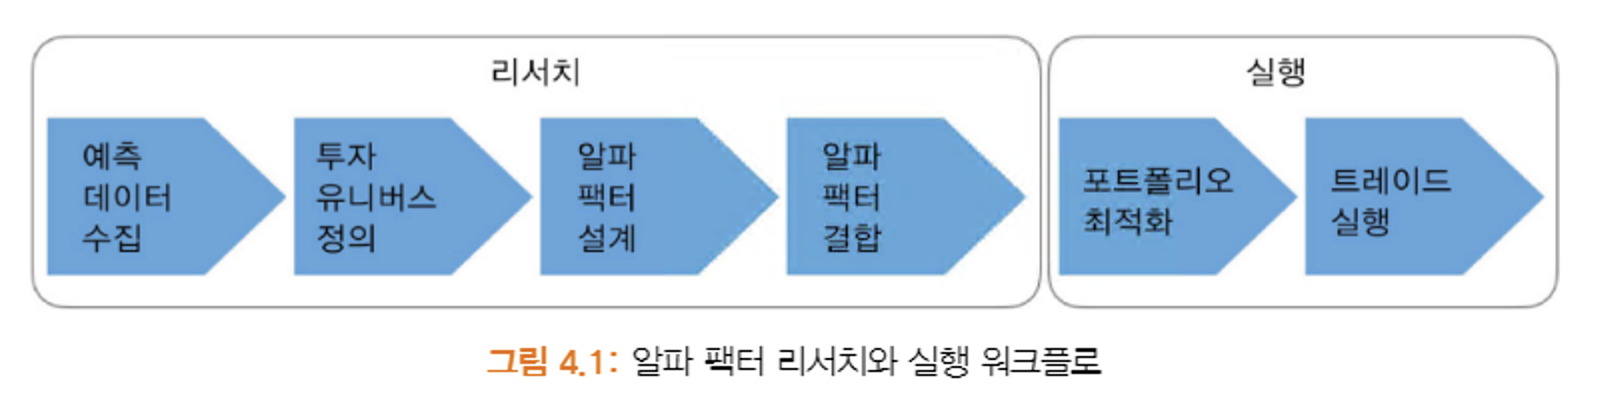 리서치
예측
데이터
수집
투자
유니버스
정의
알파
팩터
설계
알파
팩터
결합
실행
포트폴리오
최적화
트레이드
실행
그림 4.1: 알파 팩터 리서치와 실행 워크플로